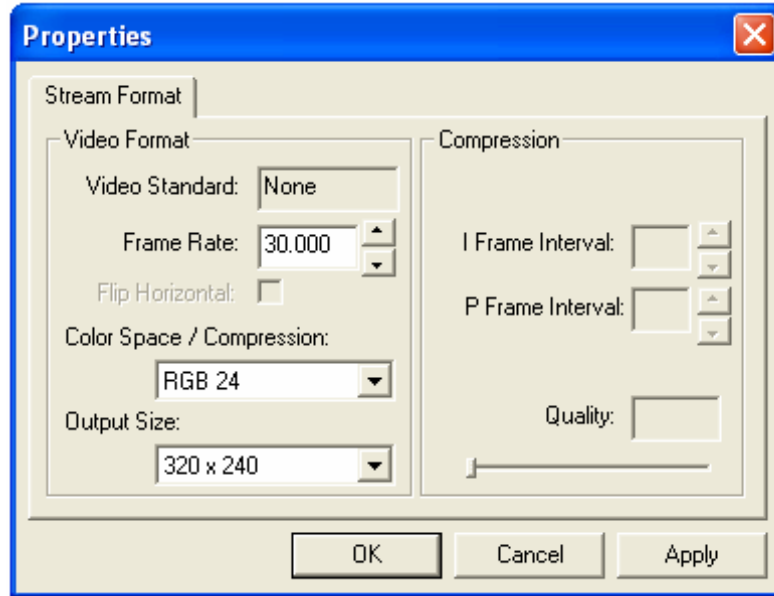 Properties
Stream Format
Video Format
Video Standard: None
Frame Rate: 30.000
Flip Horizontal:
Color Space / Compression:
RGB 24
Output Size:
320 x 240
Compression
I Frame Interval:
P Frame Interval:
Quality:
OK Cancel Apply